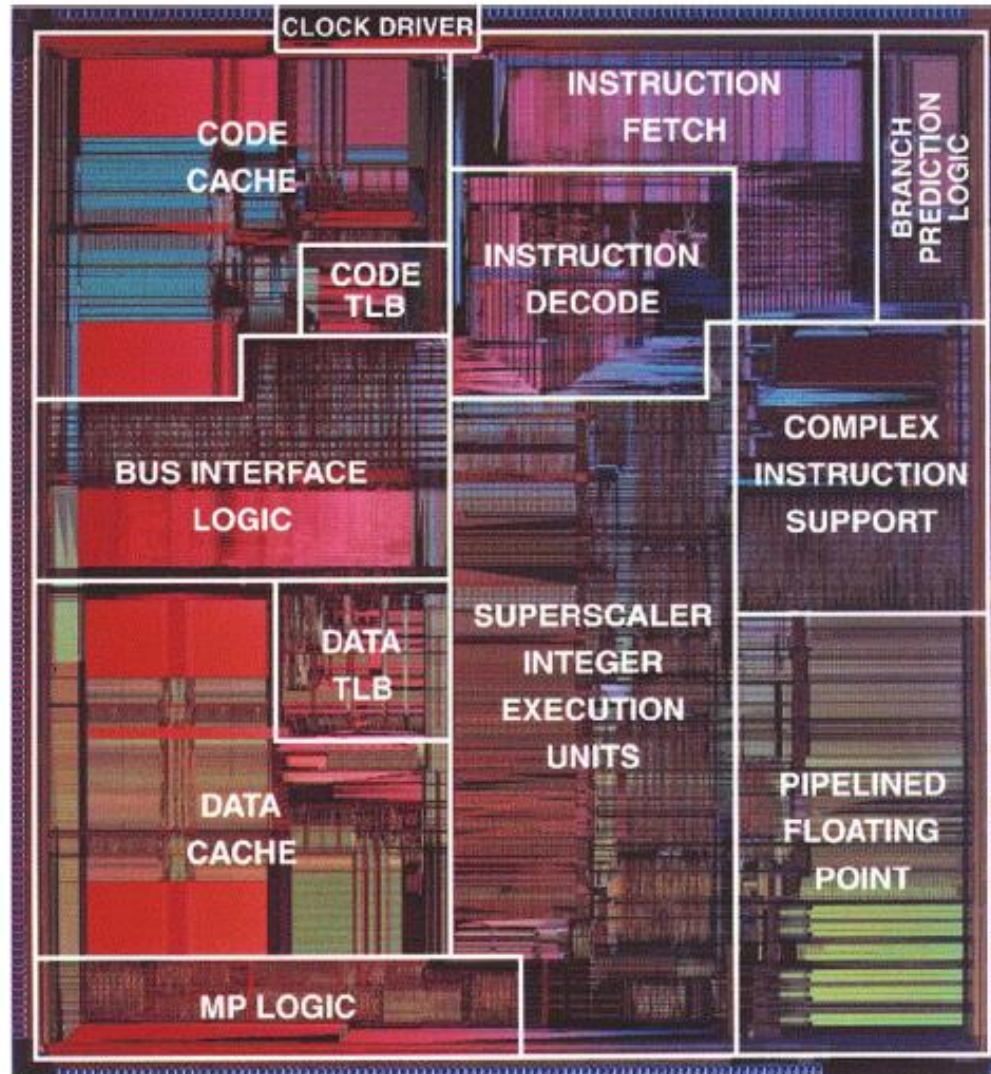 CLOCK DRIVER
CODE
CACHE
INSTRUCTION
FETCH
BRANCH
PREDICTION
LOGIC
CODE
TLB
INSTRUCTION
DECODE
BUS INTERFACE
LOGIC
COMPLEX
INSTRUCTION
SUPPORT
DATA
TLB
SUPERSCALER
INTEGER
EXECUTION
UNITS
DATA
CACHE
PIPELINED
FLOATING
POINT
MP LOGIC